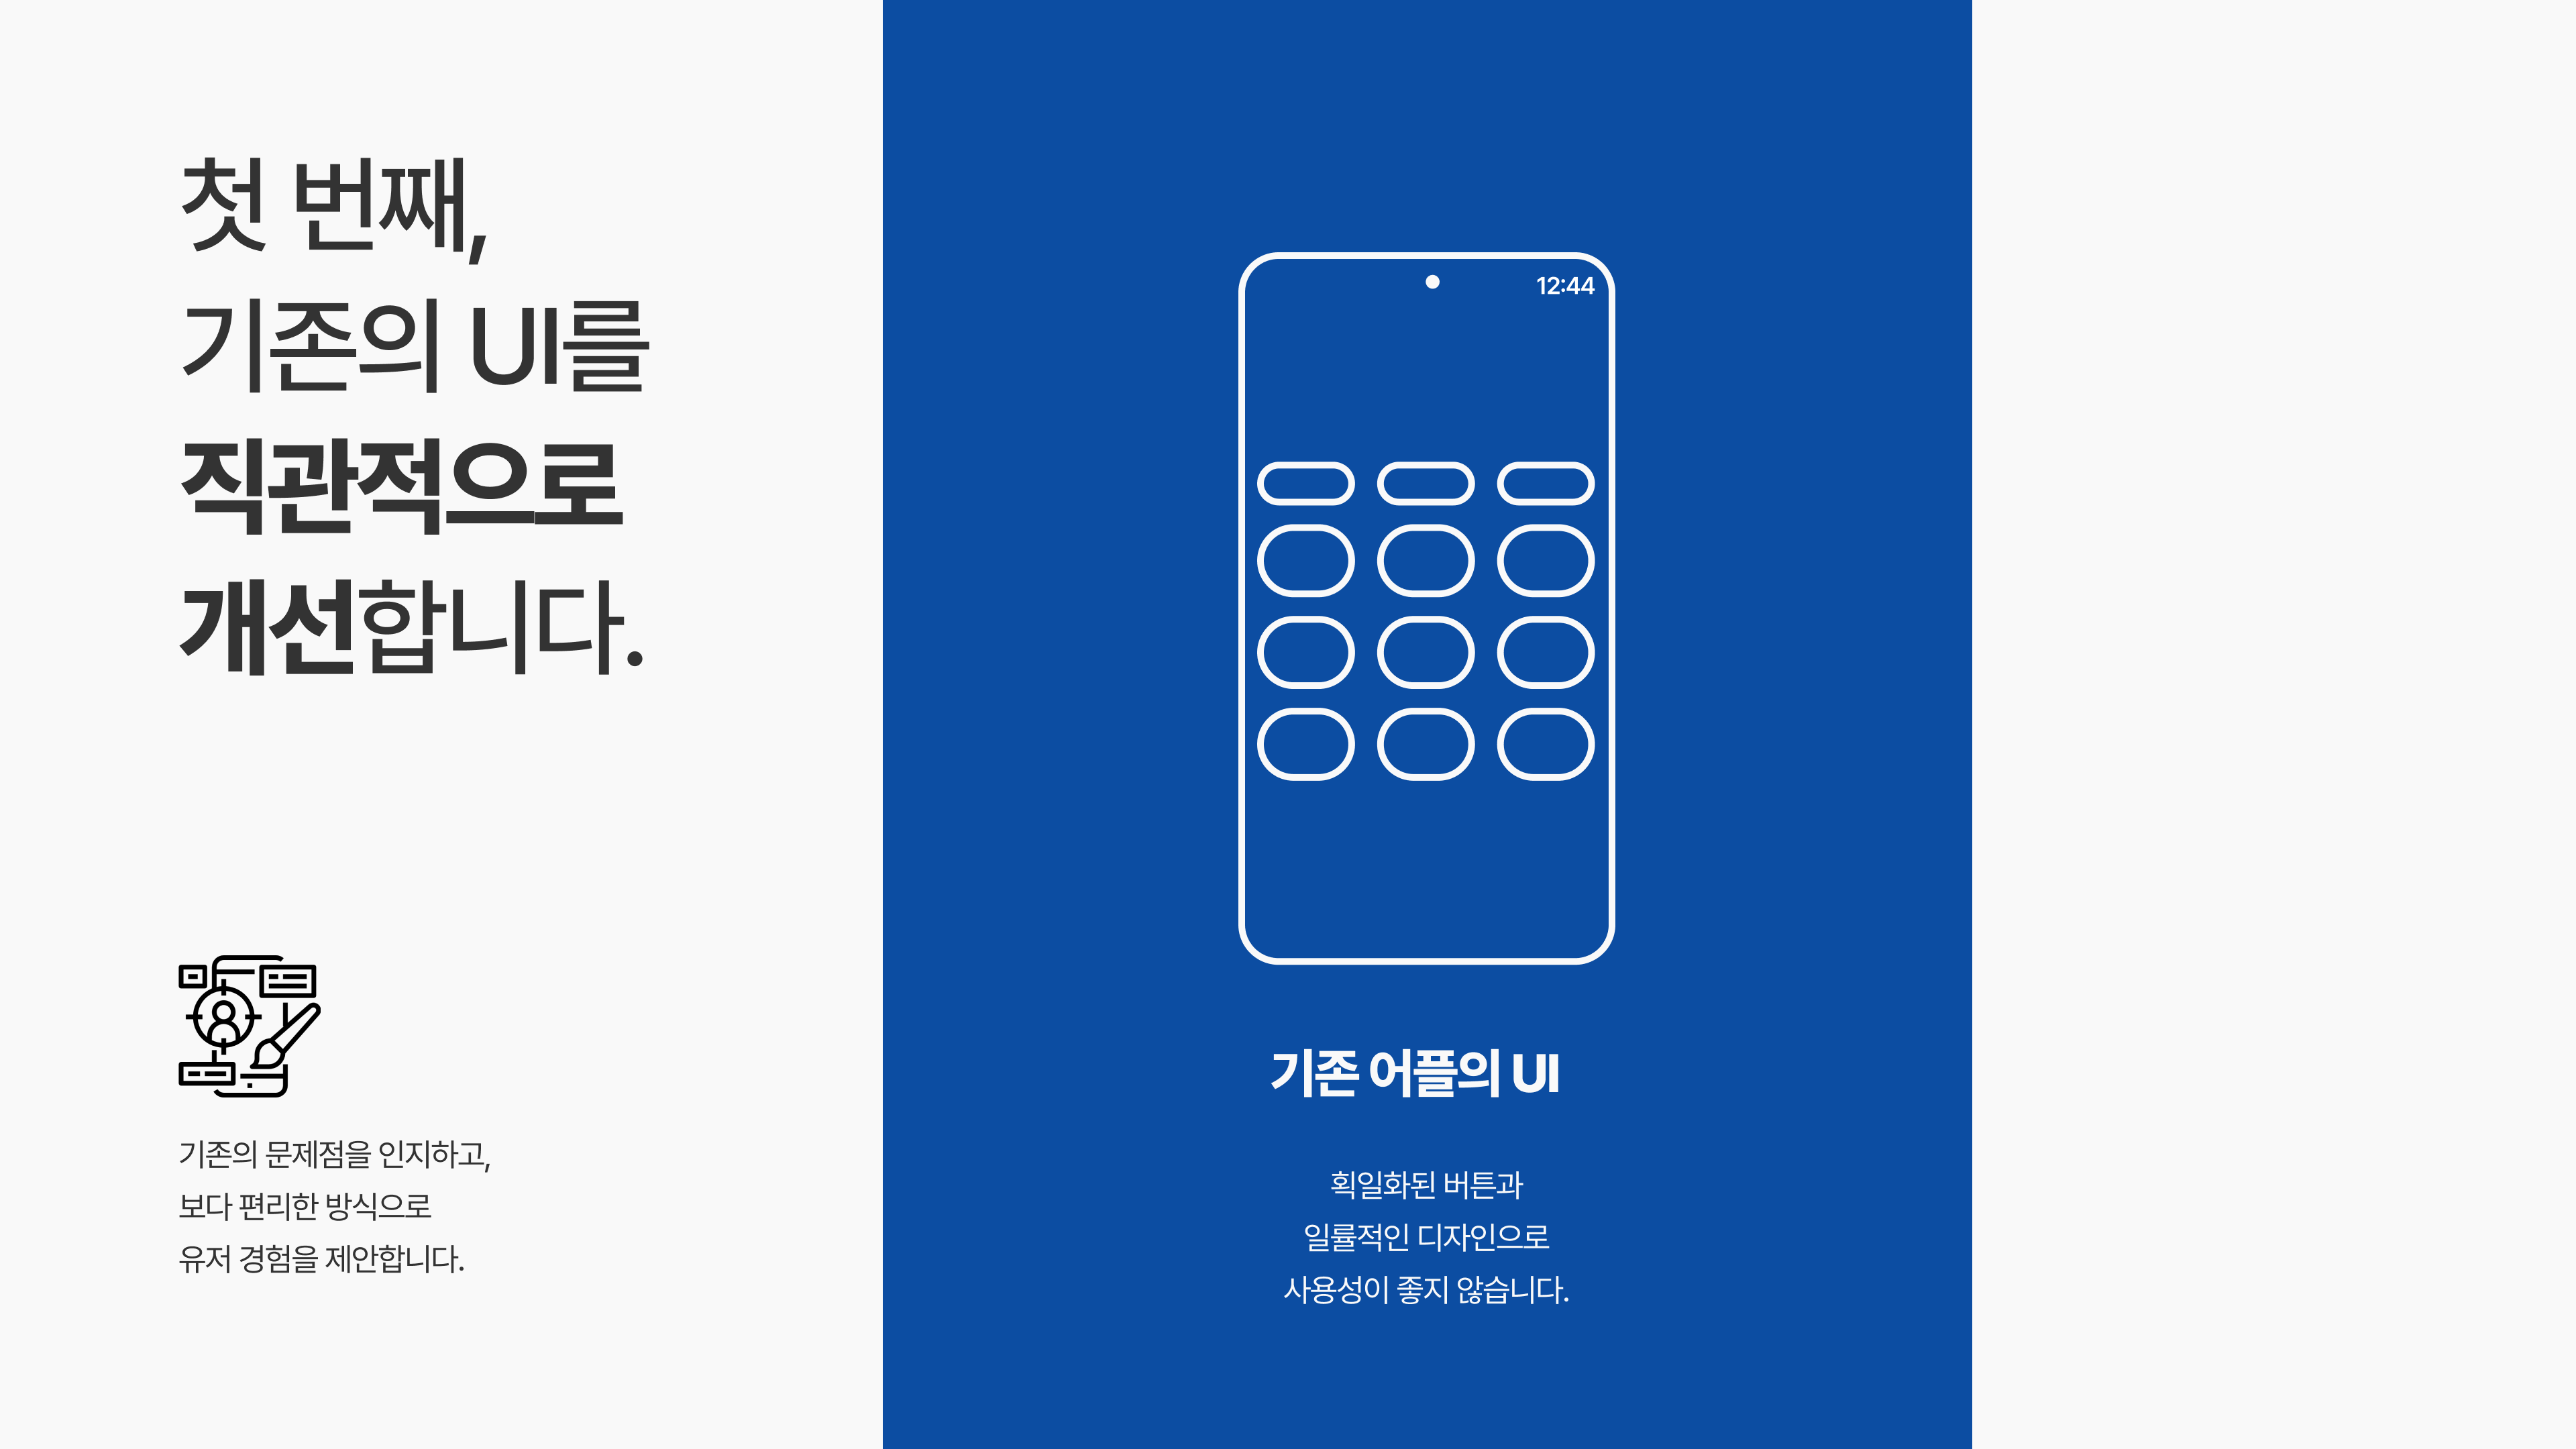 첫 번째,
기존의 UI를
직관적으로
개선합니다.
기존의 문제점을 인지하고,
보다 편리한 방식으로
유저 경험을 제안합니다.
12:44
기존 어플의 UI
획일화된 버튼과
일률적인 디자인으로
사용성이 좋지 않습니다.